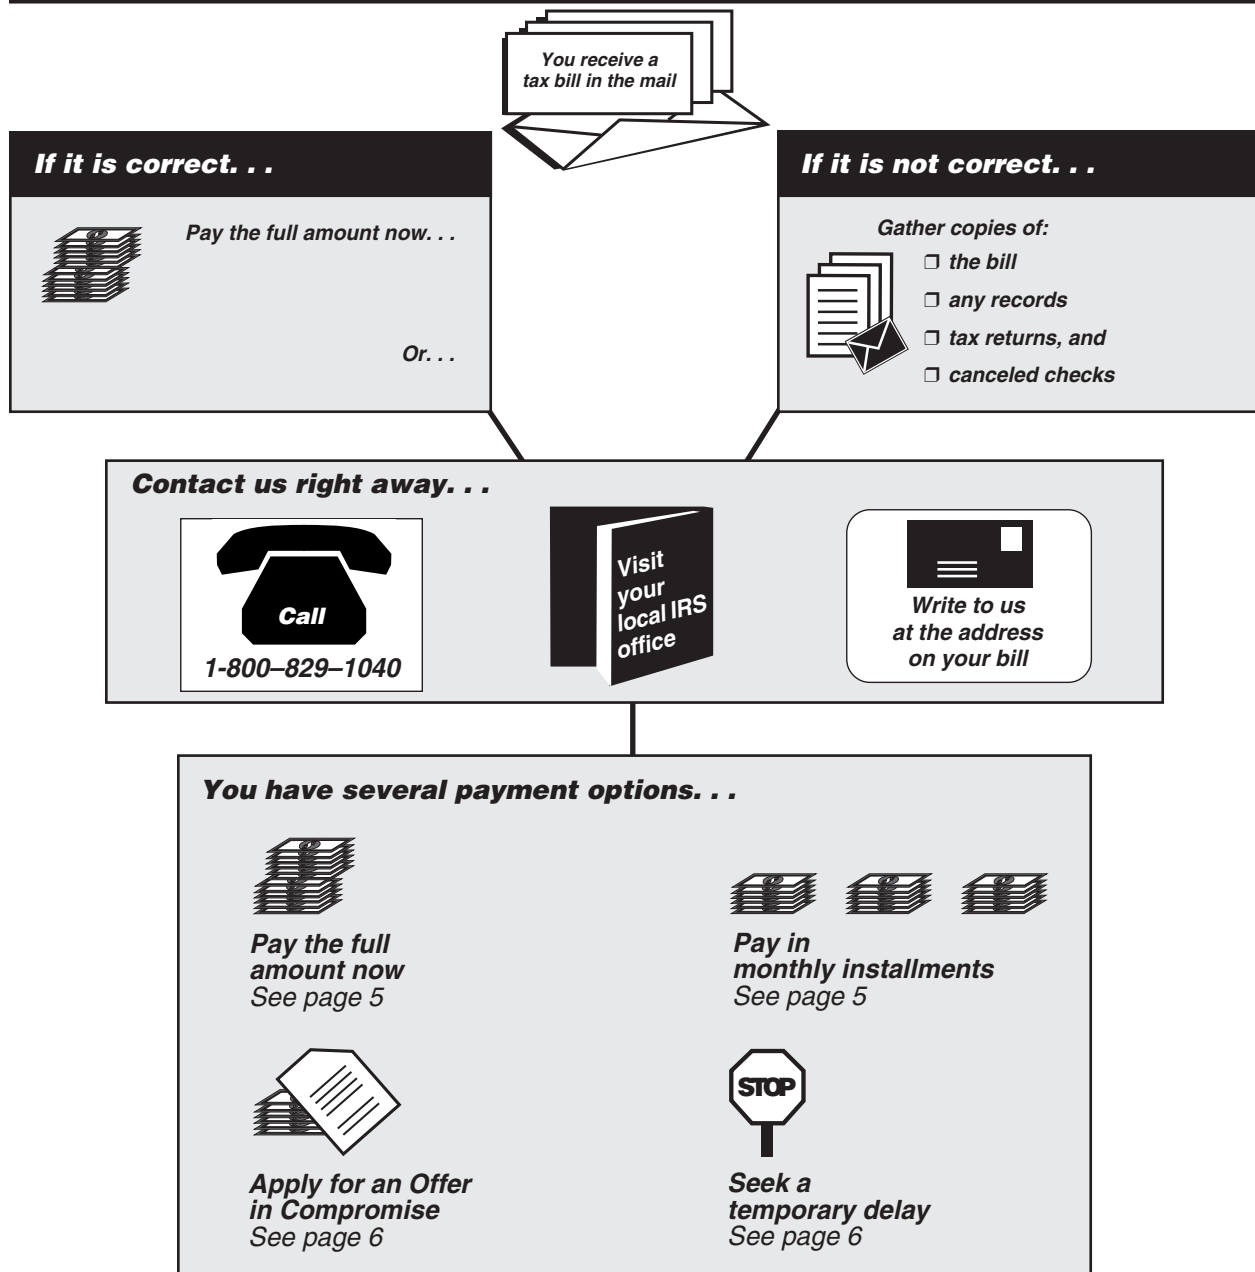 You receive a
tax bill in the mail
If it is correct. . .
Pay the full amount now. . .
Or. . .
If it is not correct. . .
Gather copies of:
❒ the bill
❒ any records
❒ tax returns, and
❒ canceled checks
Contact us right away. . .
Call
1-800–829–1040
Visit
your
local IRS
office
Write to us
at the address
on your bill
You have several payment options. . .
Pay the full
amount now
See page 5
Pay in
monthly installments
See page 5
Apply for an Offer
in Compromise
See page 6
STOP
Seek a
temporary delay
See page 6